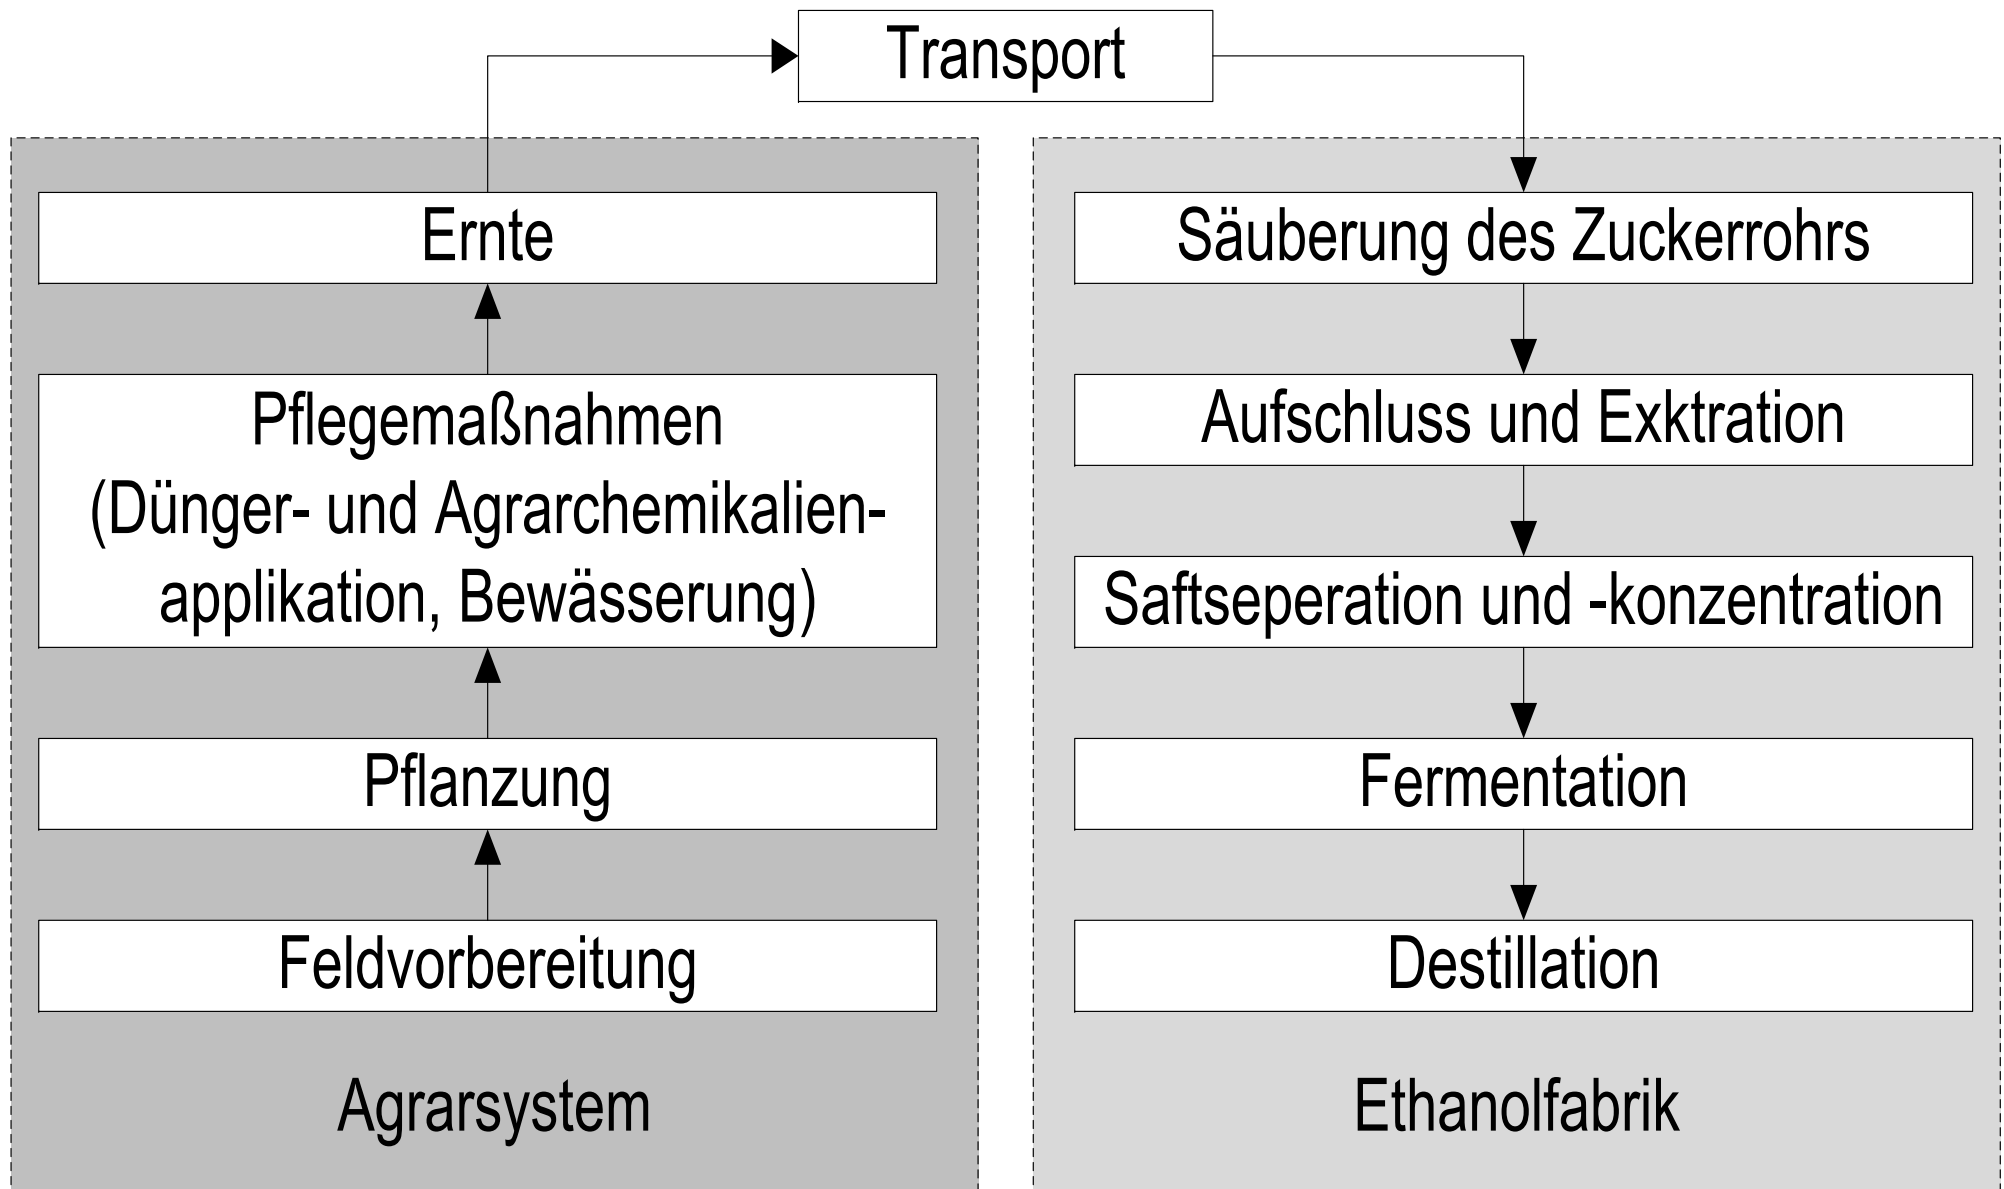 Transport
Ernte
Pflegemaßnahmen
(Dünger- und Agrarchemikalien-
applikation, Bewässerung)
Pflanzung
Feldvorbereitung
Agrarsystem
Säuberung des Zuckerrohrs
Aufschluss und Exktration
Saftseperation und -konzentration
Fermentation
Destillation
Ethanolfabrik